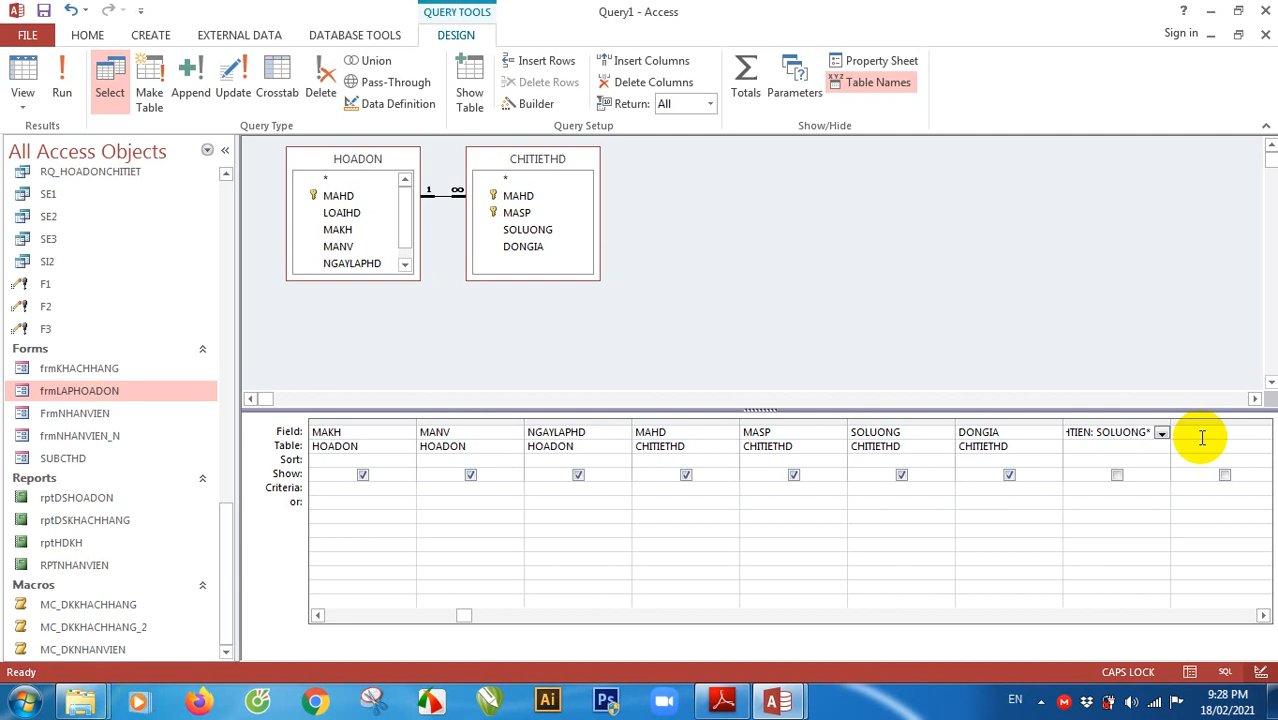 QUERY TOOLS
Query1 - Access
FILE HOME CREATE EXTERNAL DATA DATABASE TOOLS DESIGN Sign in
View Run Select Make Table Append Update Crosstab Delete
Union
Pass-Through
Data Definition
Show Table
Insert Rows
Delete Rows
Builder
Insert Columns
Delete Columns
Return: All
Totals Parameters
Property Sheet
XYZ Table Names
Results Query Type Query Setup Show/Hide
All Access Objects
RQ_HOADONCHITIET
SE1
SE2
SE3
SI2
F1
F2
F3
Forms
frmKHACHHANG
frmLAPHOADON
FrmNHANVIEN
frmNHANVIEN_N
SUBCTHD
Reports
rptDSHOADON
rptDSKHACHHANG
rptHDKH
RPTNHANVIEN
Macros
MC_DKKHACHHANG
MC_DKKHACHHANG_2
MC_DKNHANVIEN
HOADON
*
MAHD
LOAIHD
MAKH
MANV
NGAYLAPHD
1 ∞
CHITIETHD
*
MAHD
MASP
SOLUONG
DONGIA
Field: MAKH MANV NGAYLAPHD MAHD MASP SOLUONG DONGIA HTIEN: SOLUONG*
Table: HOADON HOADON HOADON CHITIETHD CHITIETHD CHITIETHD CHITIETHD
Sort:
Show:
Criteria:
or:
Ready
CAPS LOCK
SQL
Ai
Ps
EN
9:28 PM
18/02/2021